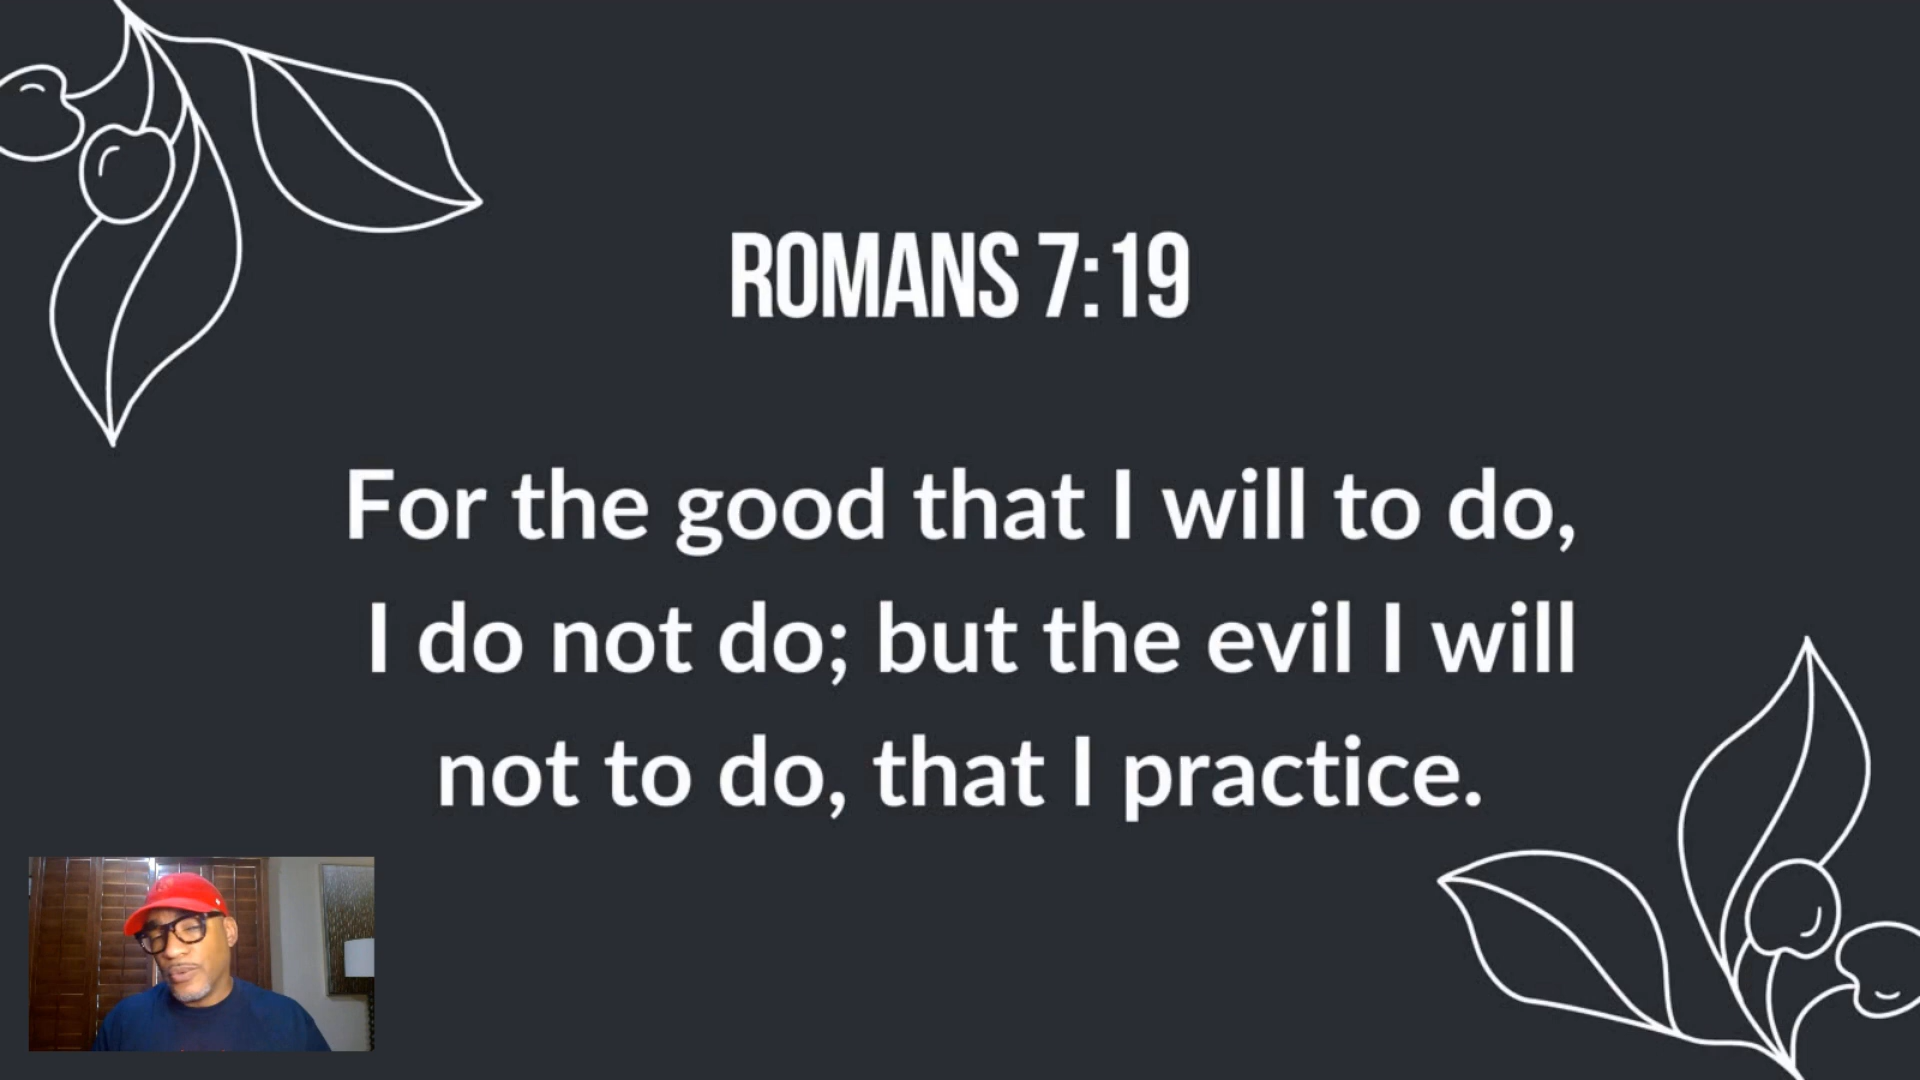 ROMANS 7:19
For the good that I will to do,
I do not do; but the evil I will
not to do, that I practice.